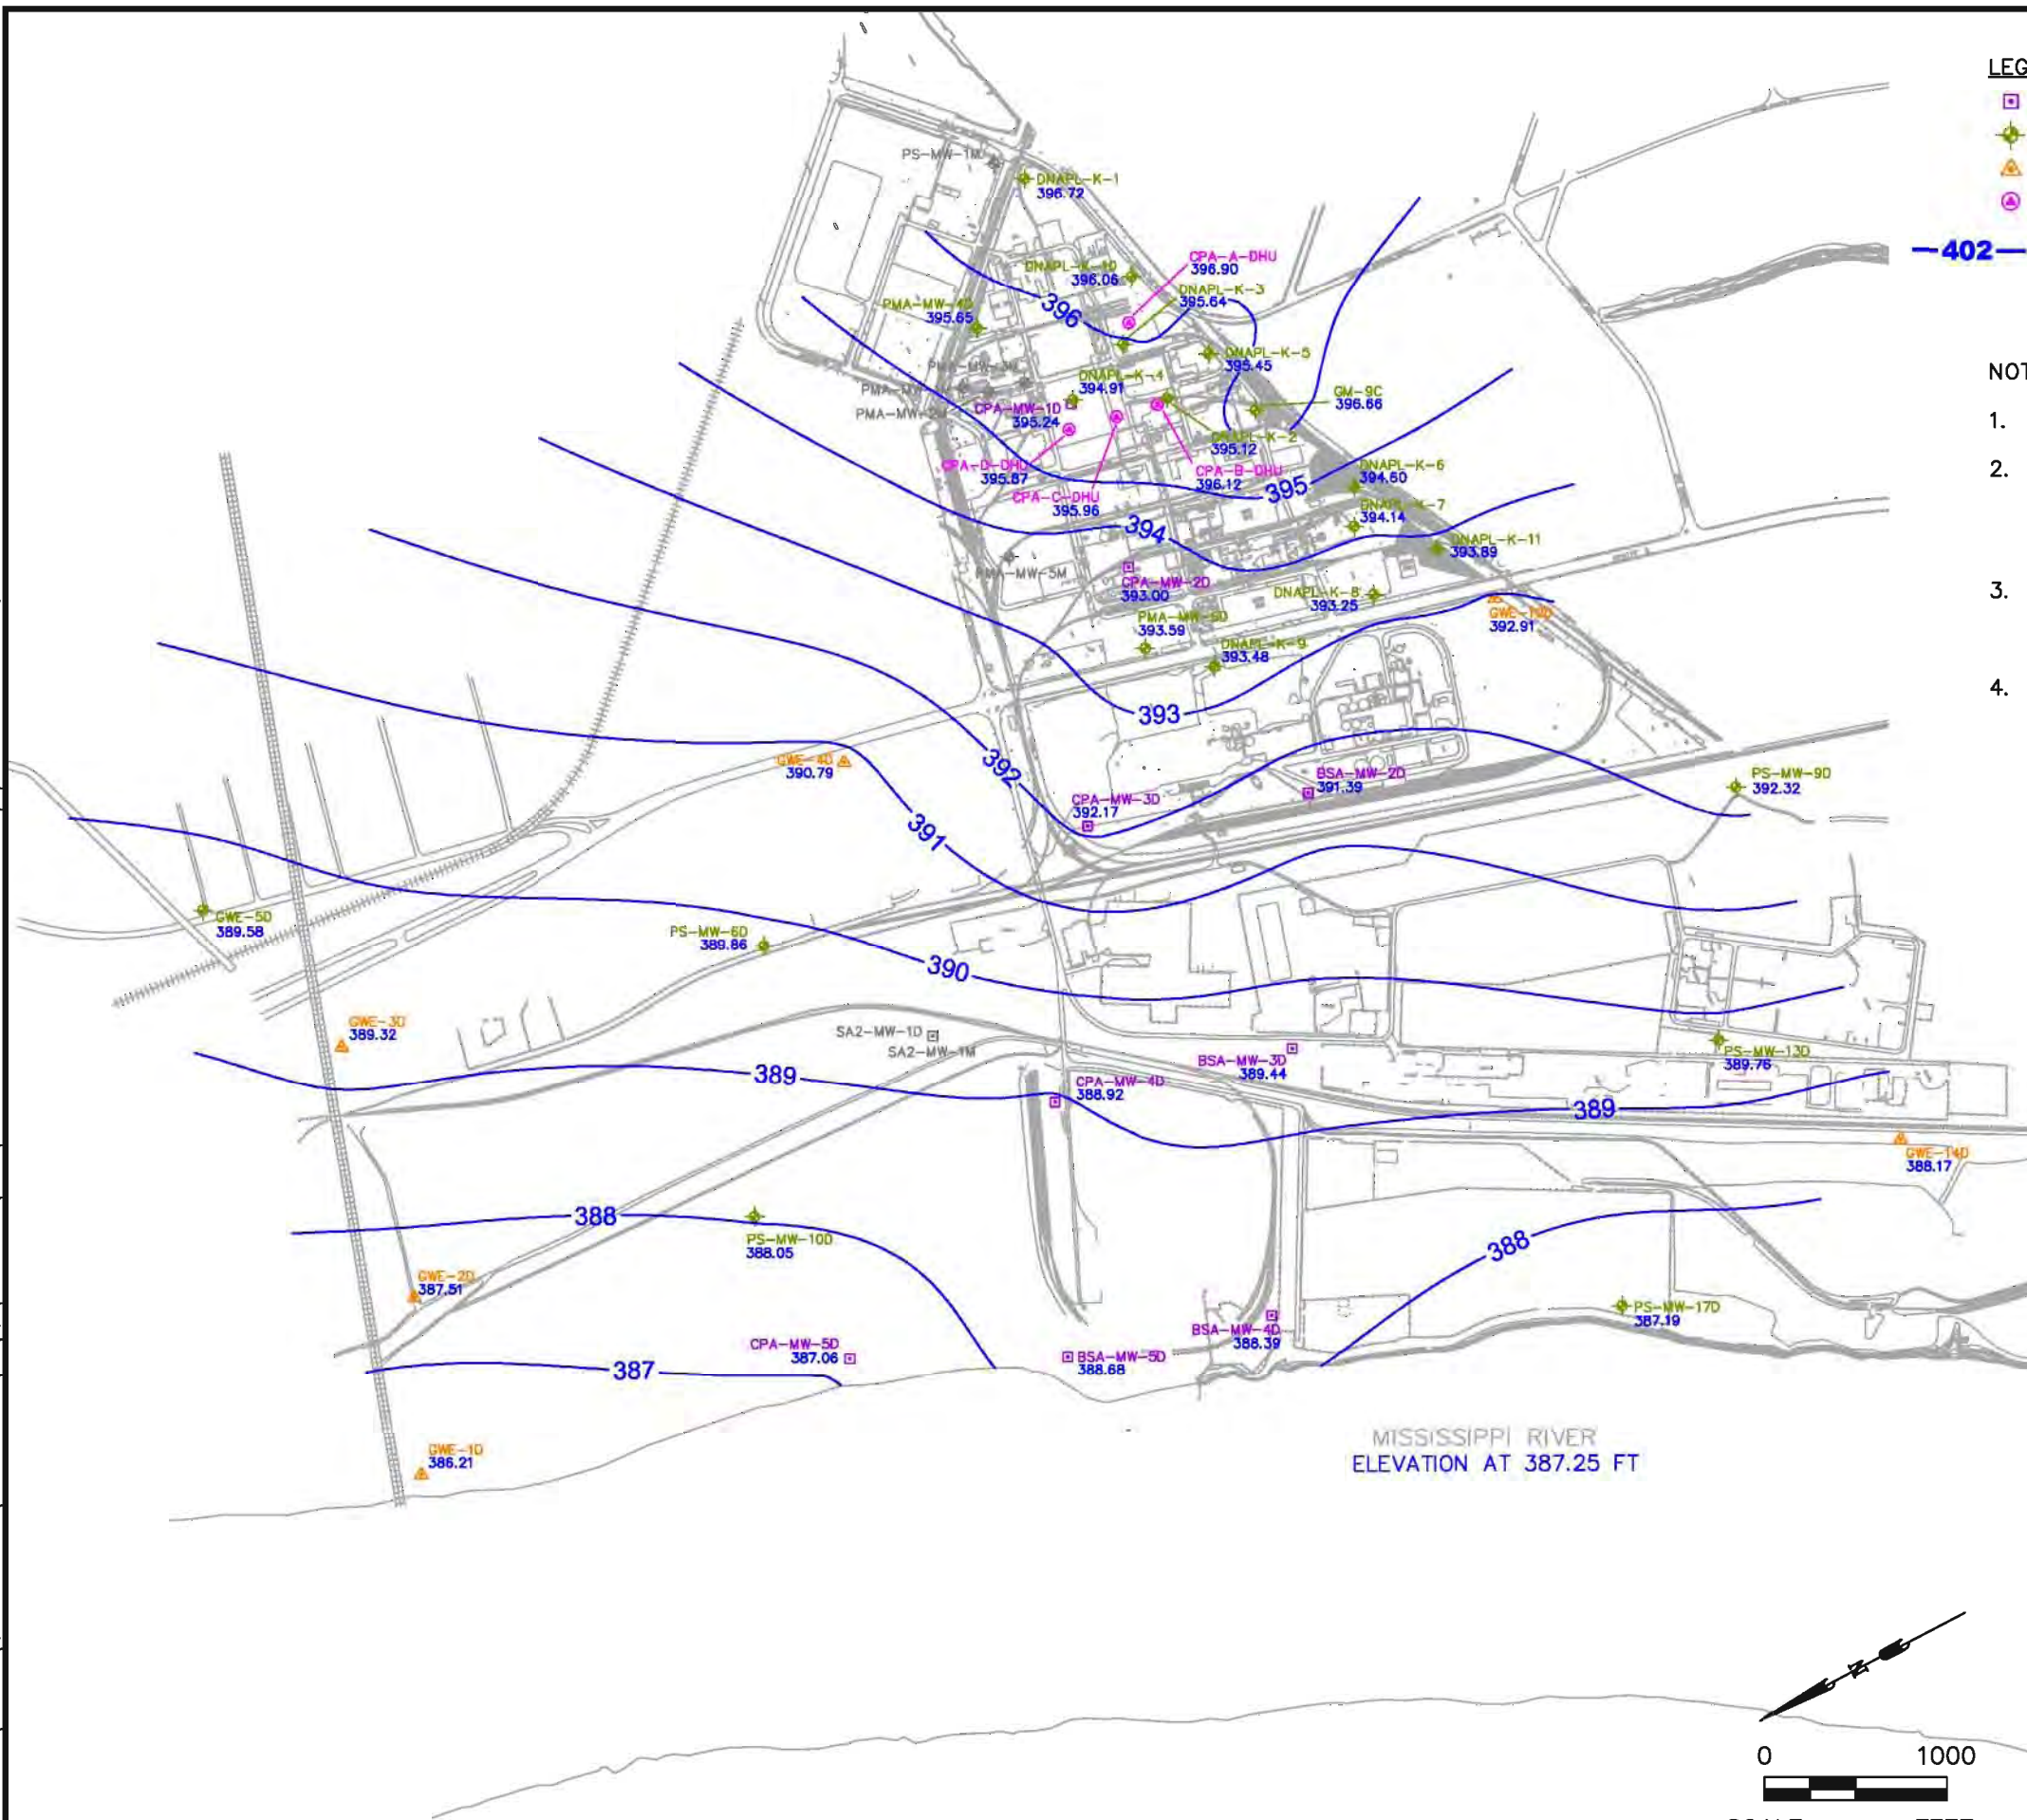 LEG
402
NOT
1.
2.
3.
4.
PS-MW-1M
DNAPL-K-1
396.72
CPA-A-DHU
396.90
DNAPL-K-10
396.06
DNAPL-K-3
395.64
396
PMA-MW-4D
395.65
DNAPL-K-5
395.45
DNAPL-K-4
394.91
GM-9C
396.66
PMA-MW-
PMA-MW-
CPA-MW-1D
395.24
DNAPL-K-2
395.12
CPA-D-DHU
395.87
CPA-B-DHU
396.12
CPA-C-DHU
395.96
395
DNAPL-K-6
394.60
DNAPL-K-7
394.14
394
DNAPL-K-11
393.89
PMA-MW-5M
CPA-MW-2D
393.00
DNAPL-K-8
393.25
GWE-
392.91
PMA-MW-
393.59
DNAPL-K-9
393.48
393
392
GWE-4D
390.79
BSA-MW-2D
391.39
PS-MW-9D
392.32
CPA-MW-3D
392.17
391
GWE-5D
389.58
PS-MW-6D
389.86
390
GWE-3D
389.32
SA2-MW-1D
SA2-MW-1M
BSA-MW-3D
389.44
PS-MW-13D
389.76
389
CPA-MW-4D
388.92
389
GWE-14D
388.17
388
PS-MW-10D
388.05
388
GWE-2D
387.51
PS-MW-17D
387.19
BSA-MW-4D
388.39
CPA-MW-5D
387.06
BSA-MW-5D
388.68
387
GWE-1D
386.21
MISSISSIPPI RIVER
ELEVATION AT 387.25 FT
N
0 1000